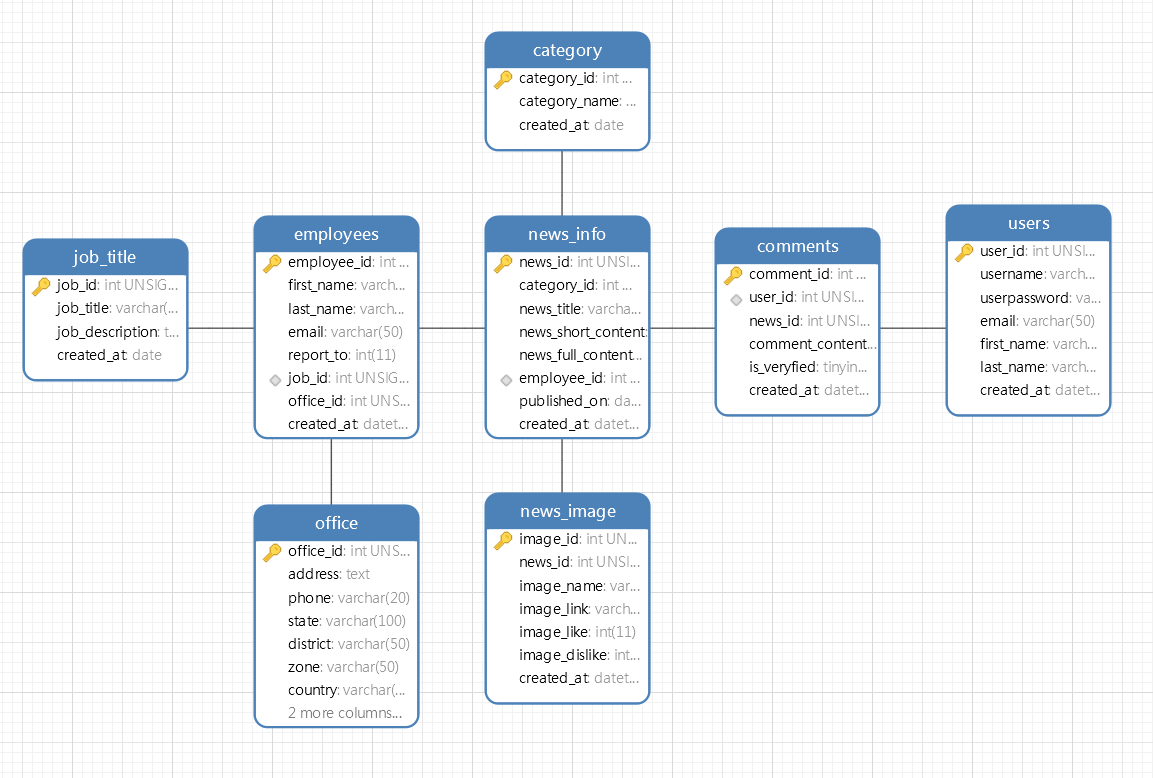 category
category_id: int ...
category_name: ...
created_at: date
job_title
job_id: int UNSIG...
job_title: varchar(...
job_description: t...
created_at: date
employees
employee_id: int ...
first_name: varch...
last_name: varch...
email: varchar(50)
report_to: int(11)
job_id: int UNSIG...
office_id: int UNS...
created_at: datet...
news_info
news_id: int UNSI...
category_id: int ...
news_title: varcha...
news_short_content:
news_full_content...
employee_id: int ...
published_on: da...
created_at: datet...
comments
comment_id: int ...
user_id: int UNSI...
news_id: int UNSI...
comment_content...
is_veryfied: tinyin...
created_at: datet...
users
user_id: int UNSI...
username: varch...
userpassword: va...
email: varchar(50)
first_name: varch...
last_name: varch...
created_at: datet...
office
office_id: int UNS...
address: text
phone: varchar(20)
state: varchar(100)
district: varchar(50)
zone: varchar(50)
country: varchar(...
2 more columns...
news_image
image_id: int UN...
news_id: int UNSI...
image_name: var...
image_link: varch...
image_like: int(11)
image_dislike: int...
created_at: datet...